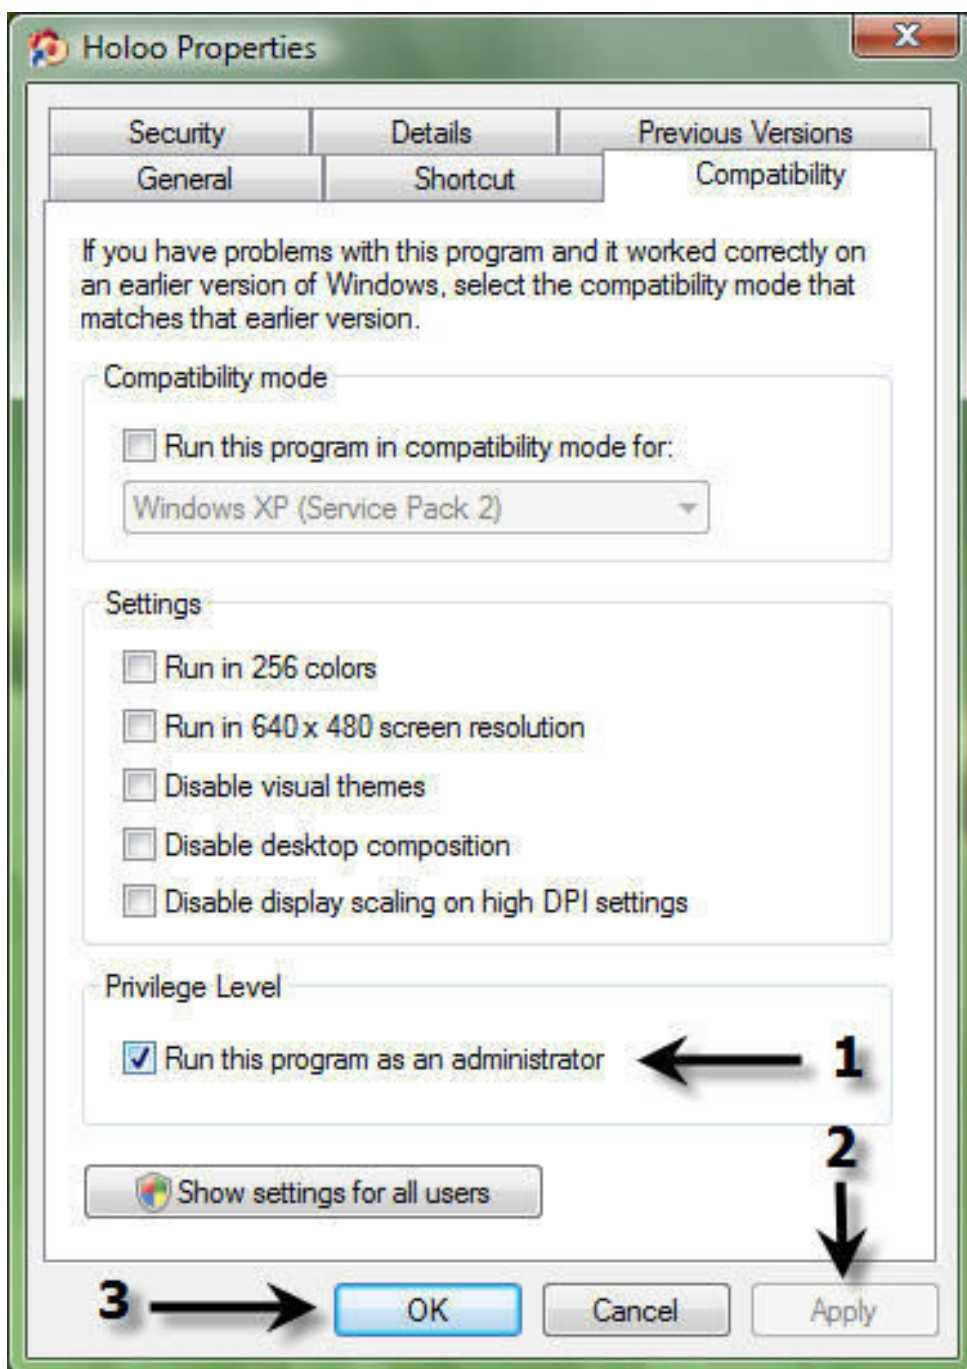 Holoo Properties
Security Details Previous Versions
General Shortcut Compatibility
If you have problems with this program and it worked correctly on
an earlier version of Windows, select the compatibility mode that
matches that earlier version.
Compatibility mode
Run this program in compatibility mode for:
Windows XP (Service Pack 2)
Settings
Run in 256 colors
Run in 640 x 480 screen resolution
Disable visual themes
Disable desktop composition
Disable display scaling on high DPI settings
Privilege Level
Run this program as an administrator 1
2
Show settings for all users
3 OK Cancel Apply